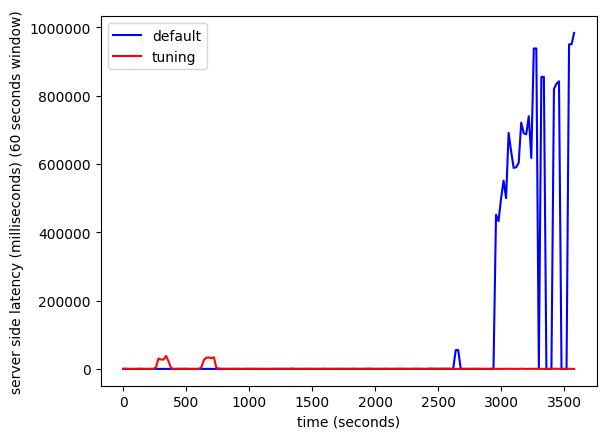 server side latency (milliseconds) (60 seconds window)
1000000
800000
600000
400000
200000
0
default
tuning
0 500 1000 1500 2000 2500 3000 3500
time (seconds)